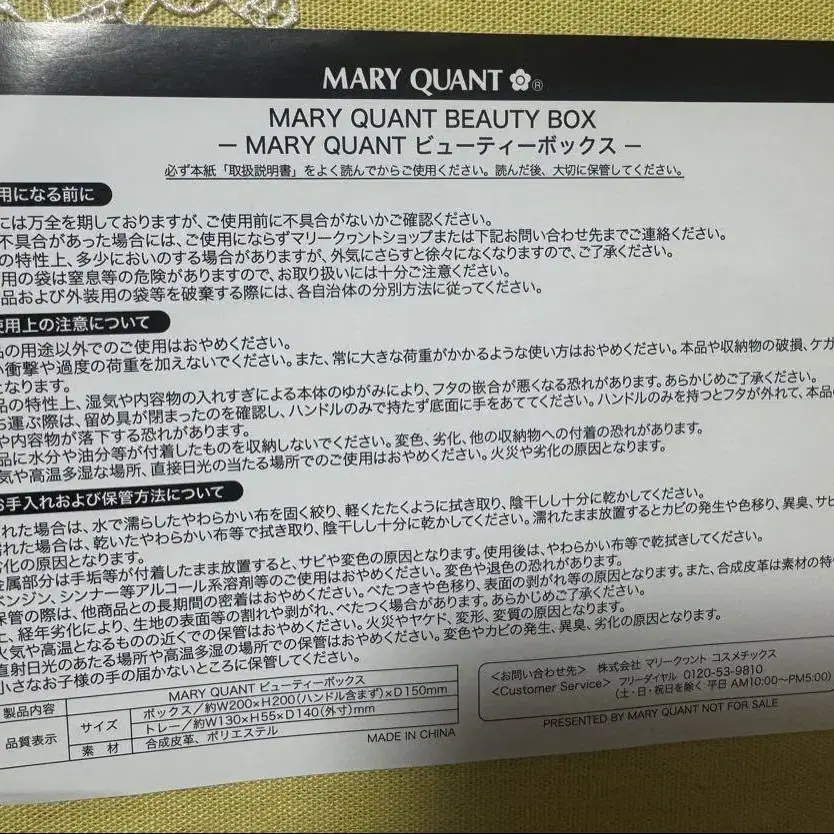 MARY QUANT ®
MARY QUANT BEAUTY BOX
— MARY QUANT ビューティーボックス —
必ず本紙「取扱説明書」をよく読んでからご使用ください。読んだ後、大切に保管してください。
用になる前に
には万全を期しておりますが、ご使用前に不具合がないかご確認ください。
不具合があった場合には、ご使用にならずマリークヮントショップまたは下記お問い合わせ先までご連絡ください。
の特性上、多少においのする場合がありますが、外気にさらすと徐々になくなりますので、ご了承ください。
用の袋は窒息等の危険がありますので、お取り扱いには十分ご注意ください。
品および外装用の袋等を破棄する際には、各自治体の分別方法に従ってください。
使用上の注意について
品の用途以外でのご使用はおやめください。
い衝撃や過度の荷重を加えないでください。また、常に大きな荷重がかかるような使い方はおやめください。本品や収納物の破損、ケガ
となります。
品の特性上、湿気や内容物の入れすぎによる本体のゆがみにより、フタの嵌合が悪くなる恐れがあります。あらかじめご了承ください。
ち運ぶ際は、留め具が閉まったのを確認し、ハンドルのみで持たず底面に手をあててください。ハンドルのみを持つとフタが外れて、本品
や内容物が落下する恐れがあります。
品に水分や油分等が付着したものを収納しないでください。変色、劣化、他の収納物への付着の恐れがあります。
気や高温多湿な場所、直接日光の当たる場所でのご使用はおやめください。火災や劣化の原因となります。
お手入れおよび保管方法について
れた場合は、水で濡らしたやわらかい布を固く絞り、軽くたたくように拭き取り、陰干しし十分に乾かしてください。
れた場合は、乾いたやわらかい布等で拭き取り、陰干しし十分に乾かしてください。濡れたまま放置するとカビの発生や色移り、異臭、サビ
劣化の原因となります。
金属部分は手垢等が付着したまま放置すると、サビや変色の原因となります。使用後は、やわらかい布等で乾拭きしてください。
ベンジン、シンナー等アルコール系溶剤等のご使用はおやめください。変色や退色の恐れがあります。
保管の際は、他商品との長期間の密着はおやめください。べたつきや色移り、表面の剥がれ等の原因となります。また、合成皮革は素材の特
上、経年劣化により、生地の表面等の割れや剥がれ、べたつく場合があります。あらかじめご了承ください。
火気や高温となるものの近くでの保管はおやめください。火災やヤケド、変形、変質の原因となります。
直射日光のあたる場所や高温多湿の場所での保管はおやめください。変色やカビの発生、異臭、劣化の原因となります。
小さなお子様の手の届かないところに保管してください。
製品内容 MARY QUANT ビューティーボックス
品質表示 サイズ ボックス/約W200×H200(ハンドル含まず)×D150mm
トレー/約W130×H55×D140(外寸)mm
素材 合成皮革、ポリエステル
MADE IN CHINA
<お問い合わせ先> 株式会社 マリークヮント コスメチックス
<Customer Service> フリーダイヤル 0120-53-9810
(土・日・祝日を除く 平日 AM10:00〜PM5:00)
PRESENTED BY MARY QUANT NOT FOR SALE